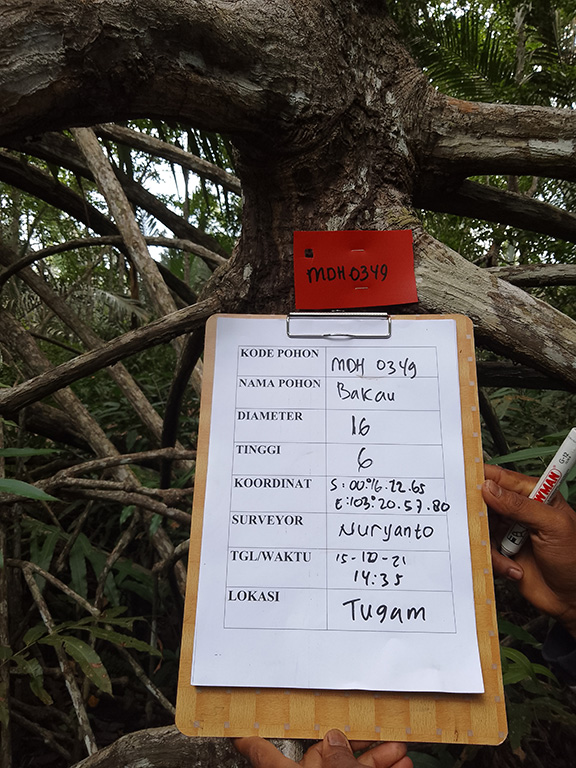 MDH 0349
KODE POHON MDH 0349
NAMA POHON Bakau
DIAMETER 16
TINGGI 6
KOORDINAT S: 00°.16.22.65
E: 103°.20.57.80
SURVEYOR Nuryanto
TGL/WAKTU 15-10-21
14:35
LOKASI Tugam
G-12